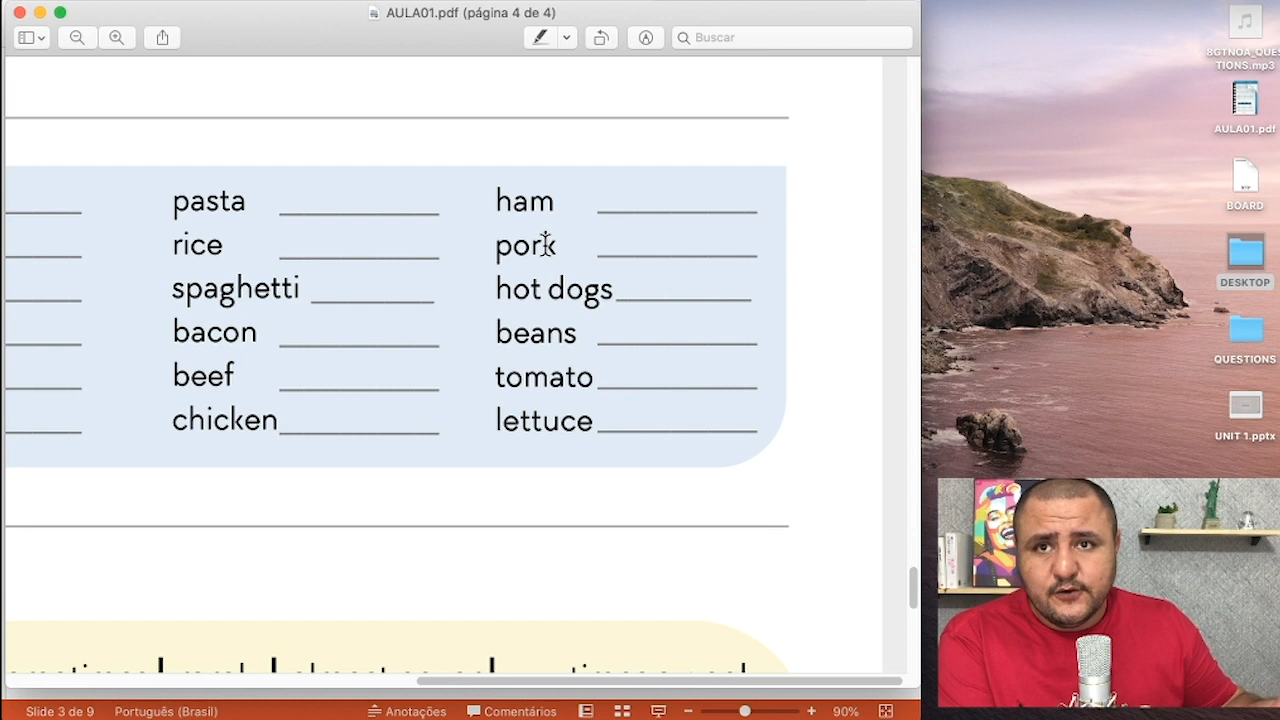 AULA01.pdf (página 4 de 4)
Buscar
pasta
ham
rice
pork
spaghetti
hot dogs
bacon
beans
beef
tomato
chicken
lettuce
Slide 3 de 9
Português (Brasil)
Anotações
Comentários
90%
8GTNOA_QUES
TIONS.mp3
AULA01.pdf
BOARD
DESKTOP
QUESTIONS
UNIT 1.pptx